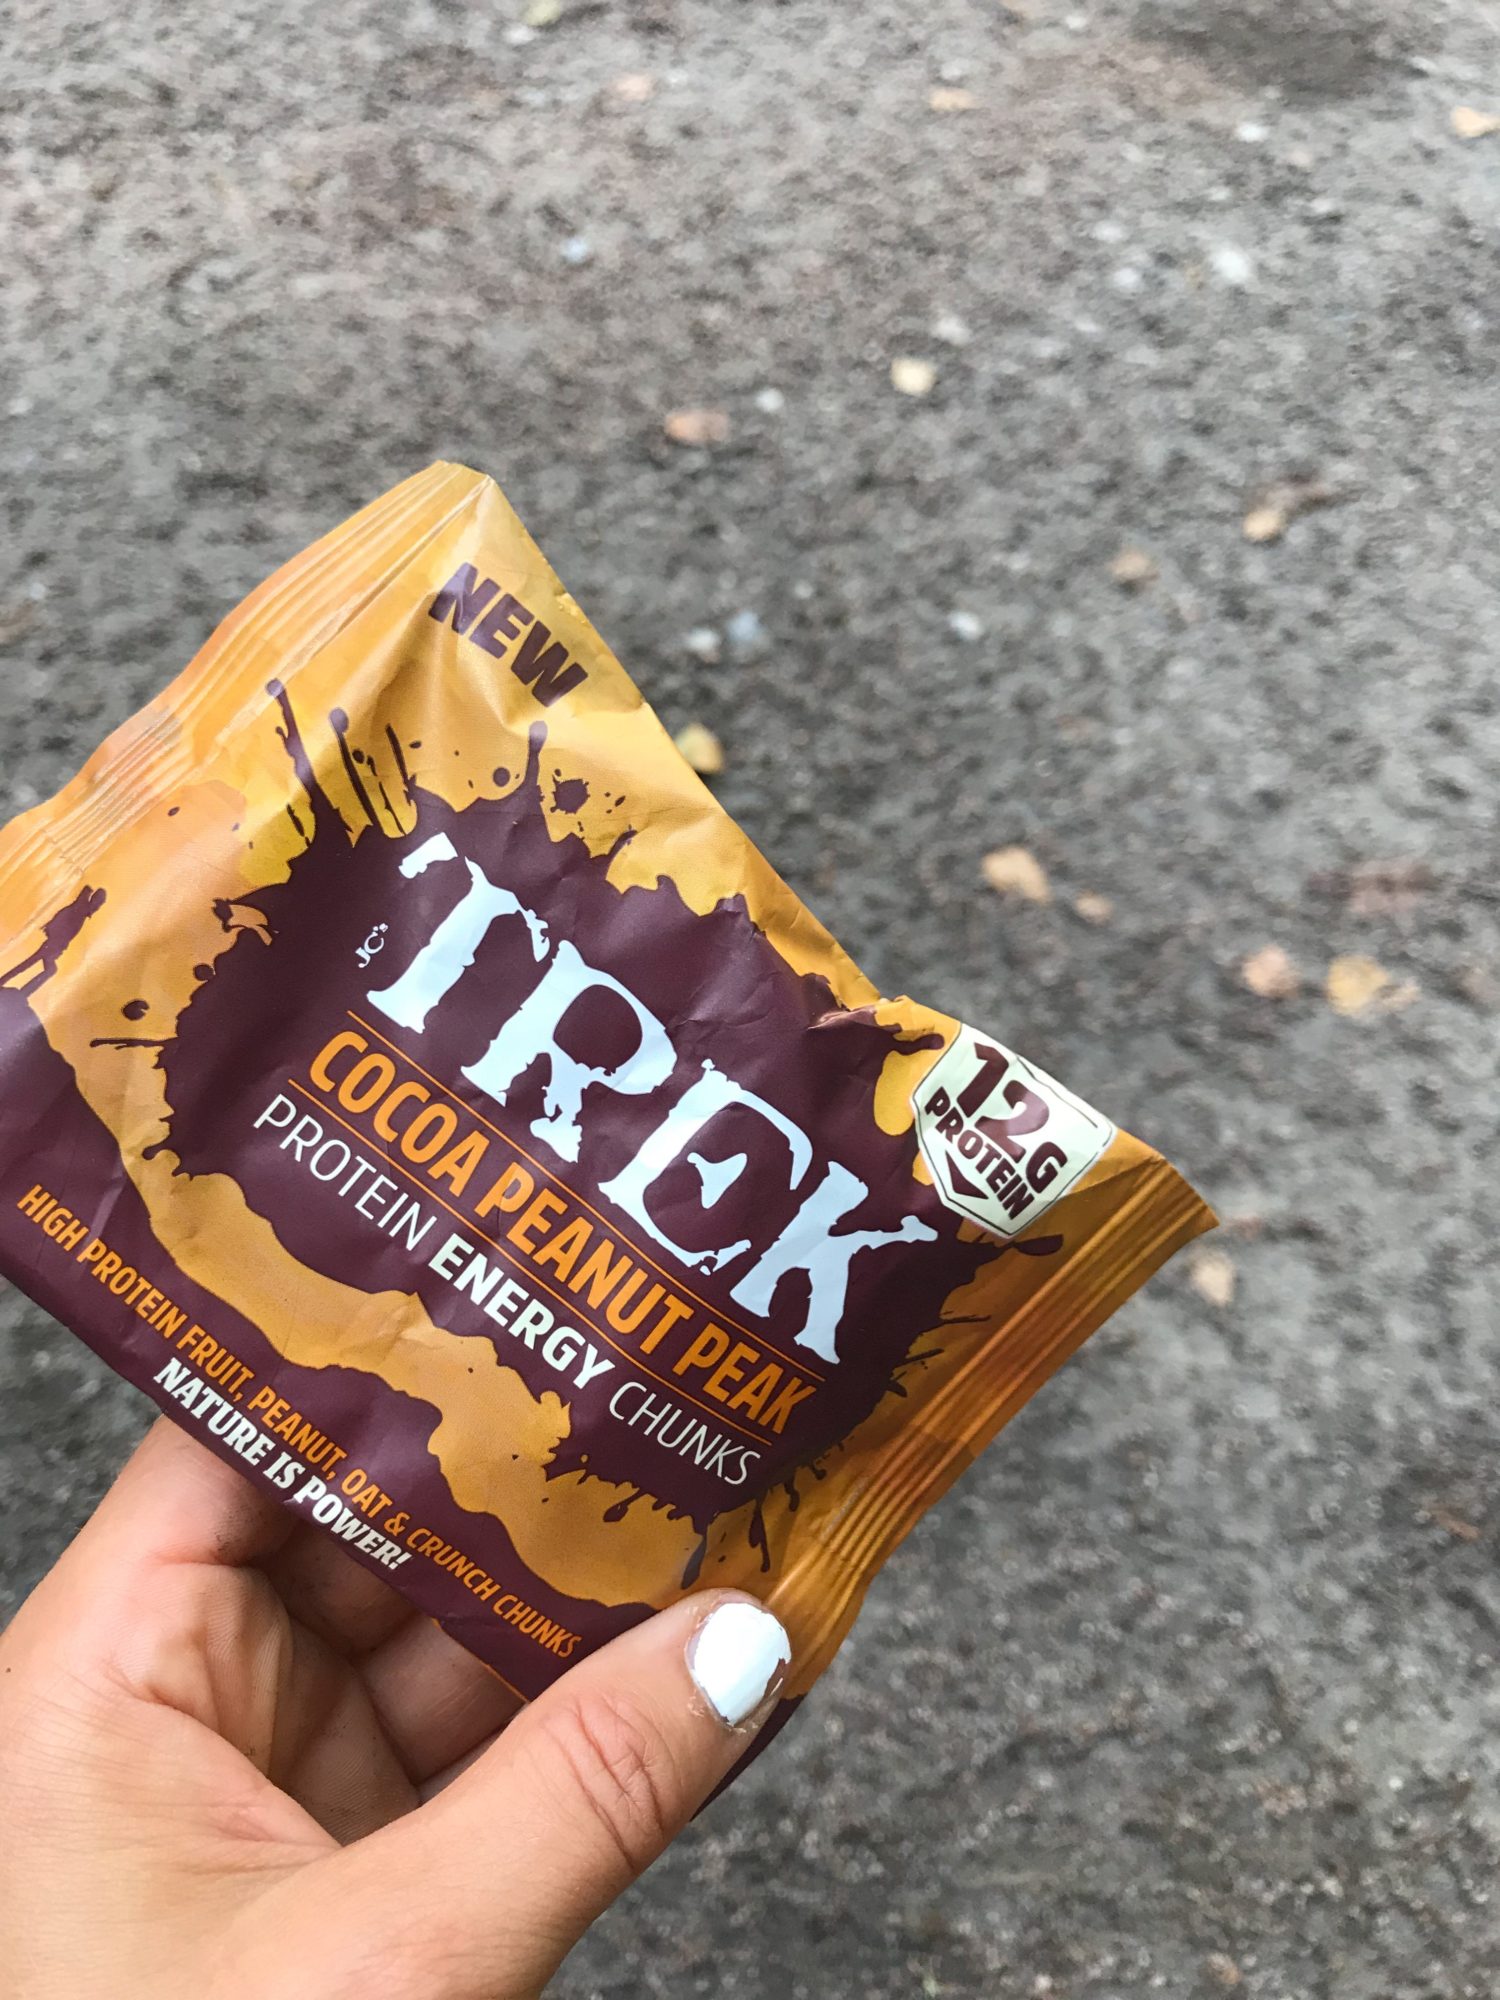 NEW
JC's
TREK
COCOA PEANUT PEAK
PROTEIN ENERGY CHUNKS
12G
PROTEIN
HIGH PROTEIN FRUIT, PEANUT, OAT & CRUNCH CHUNKS
NATURE IS POWER!